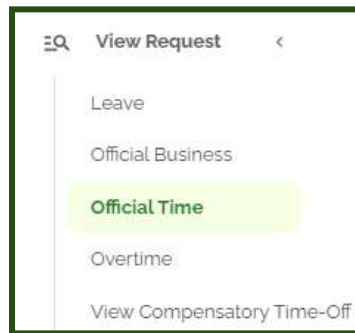 View Request
Leave
Official Business
Official Time
Overtime
View Compensatory Time-Off